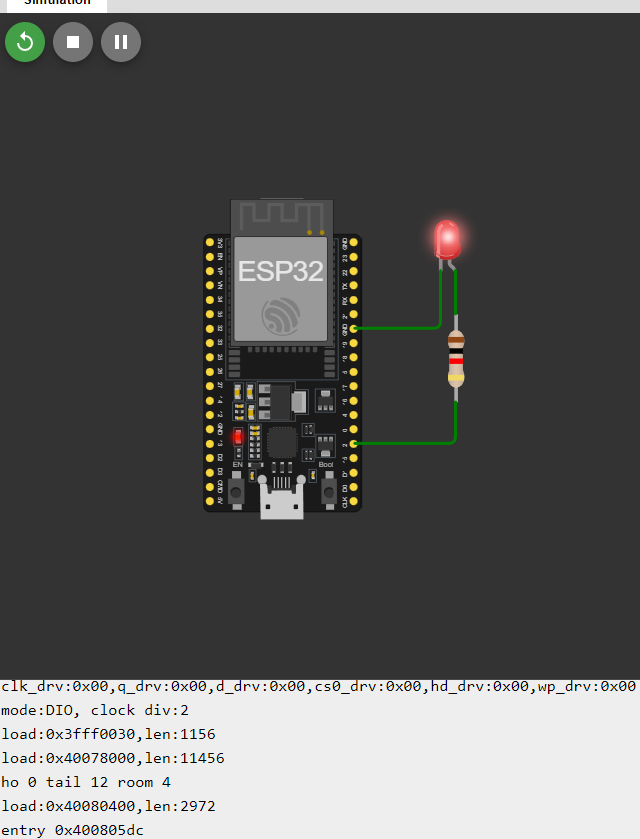 Simulation
ESP32
EN
Boot
clk_drv:0x00,q_drv:0x00,d_drv:0x00,cs0_drv:0x00,hd_drv:0x00,wp_drv:0x00
mode:DIO, clock div:2
load:0x3fff0030,len:1156
load:0x40078000,len:11456
ho 0 tail 12 room 4
load:0x40080400,len:2972
entry 0x400805dc